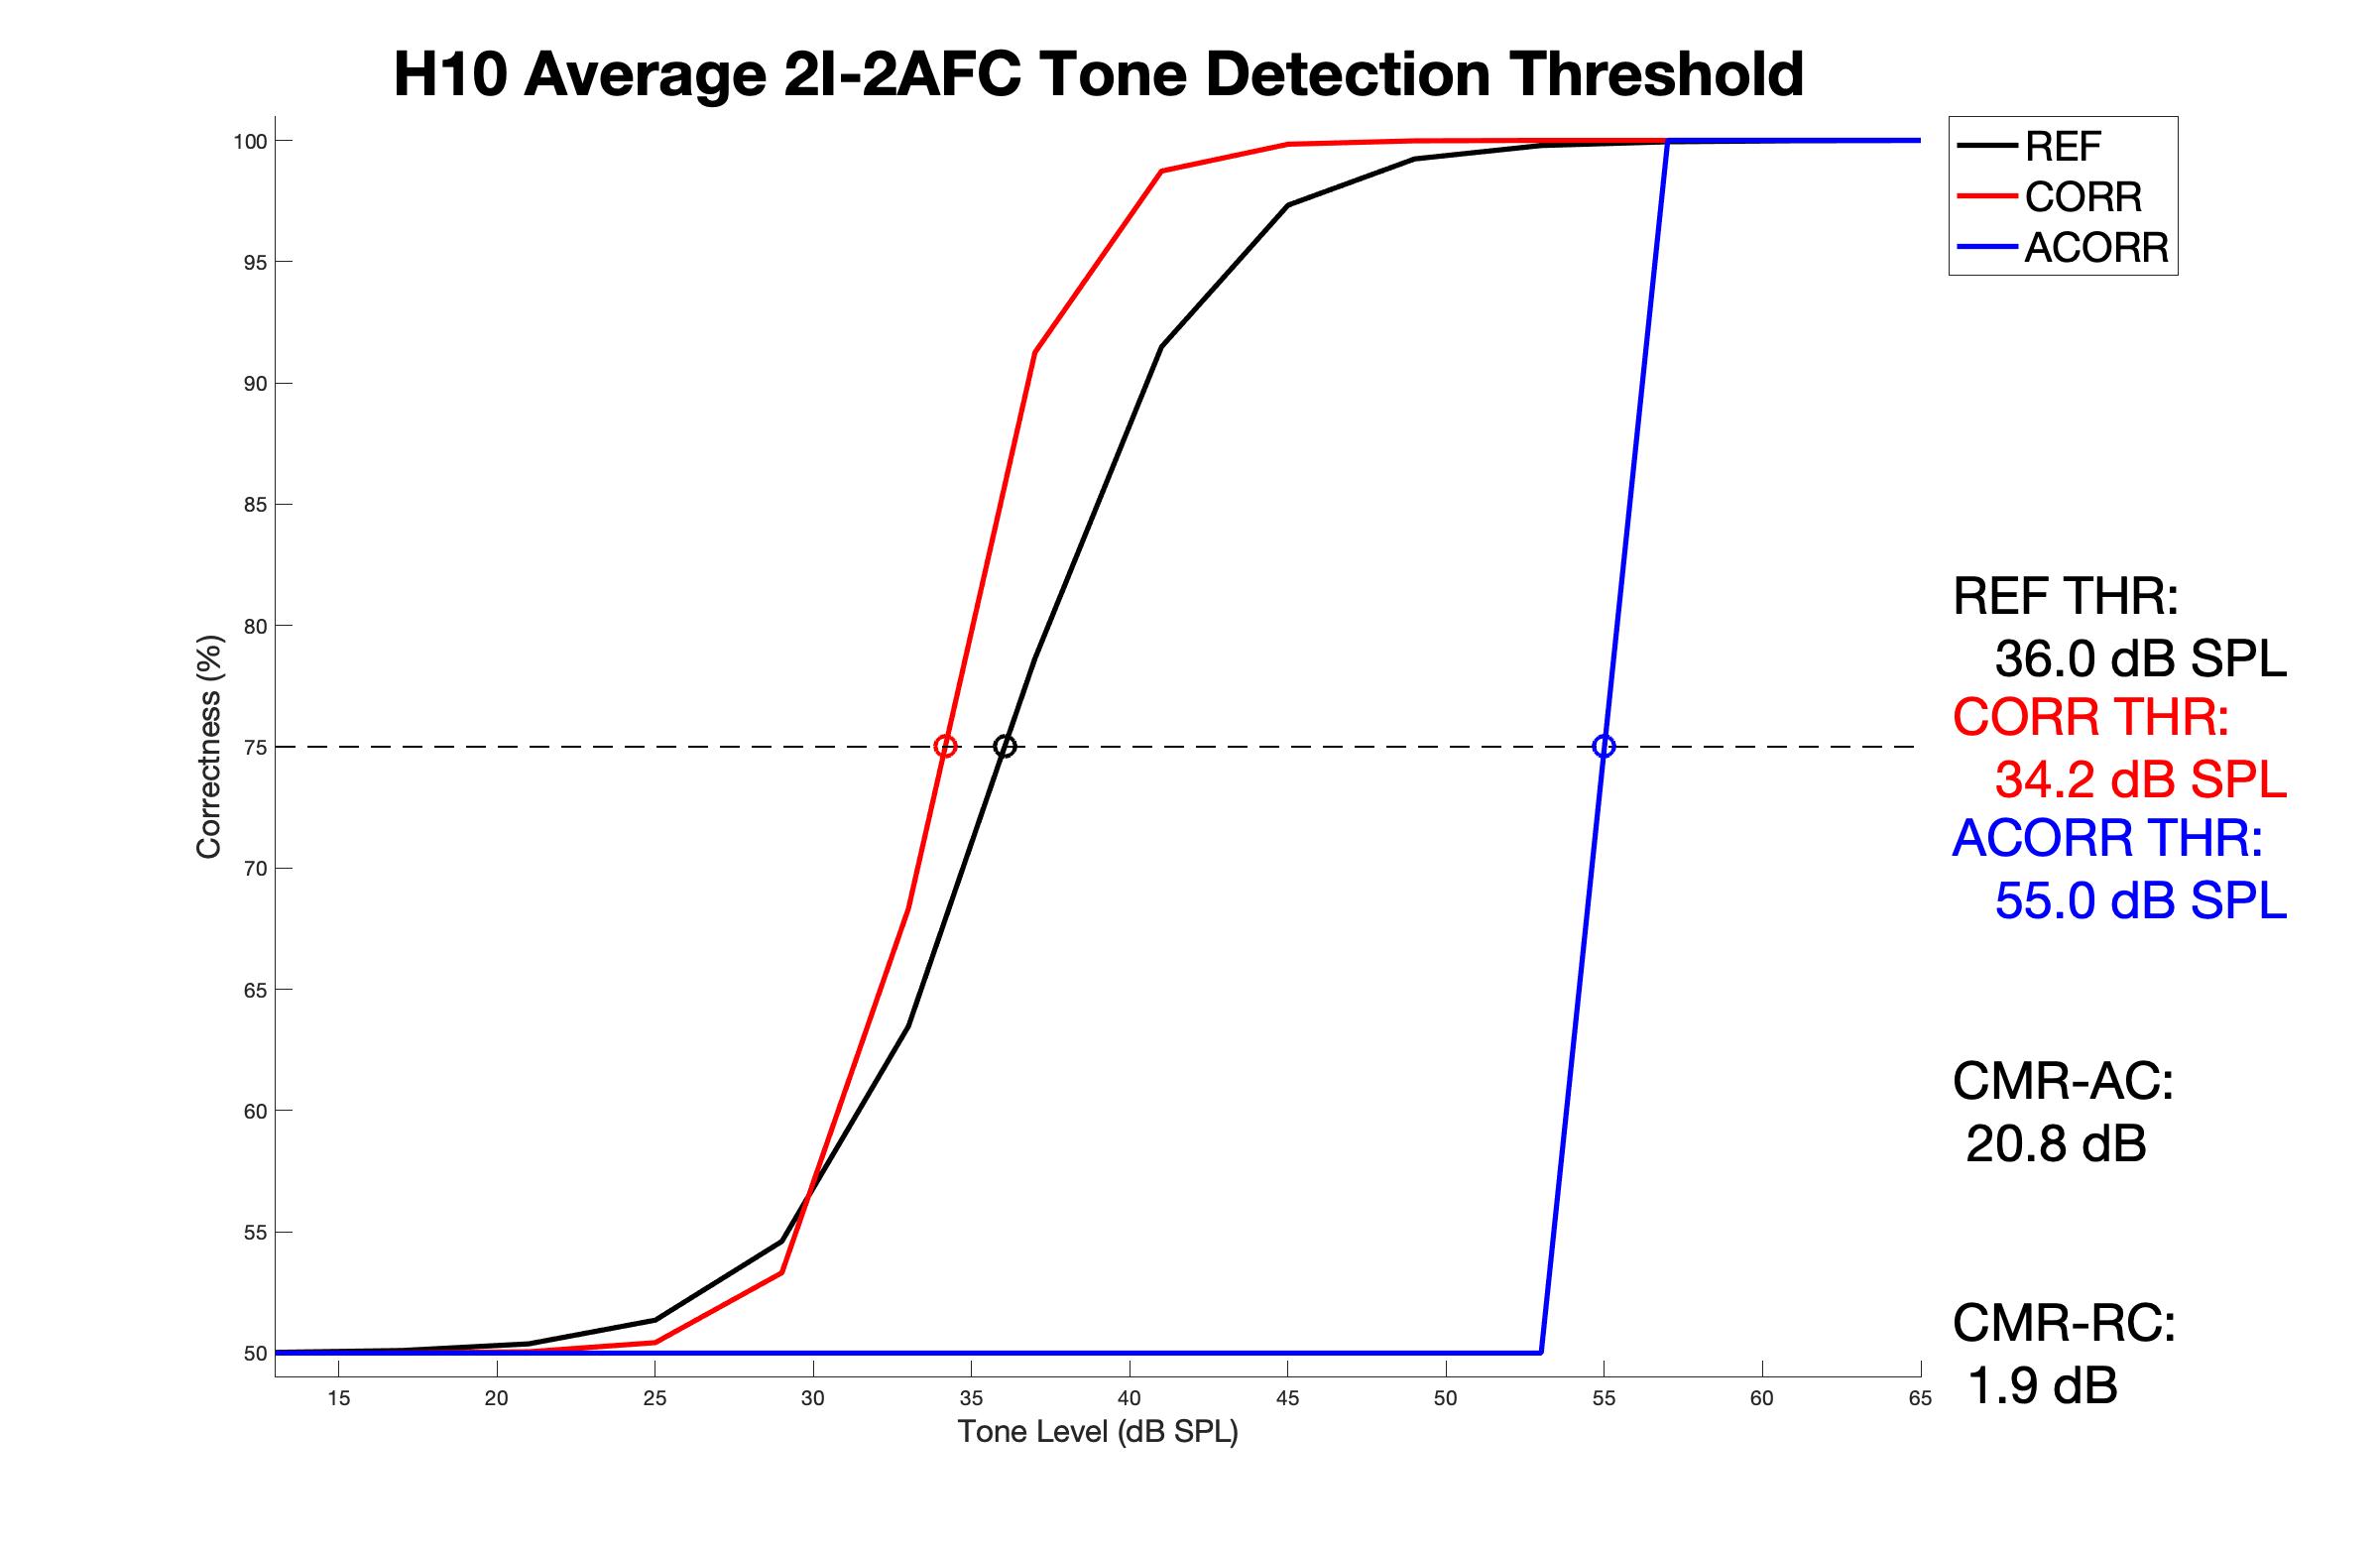 H10 Average 2I-2AFC Tone Detection Threshold
REF
CORR
ACORR
100
95
90
85
80
75
70
65
60
55
50
Correctness (%)
15 20 25 30 35 40 45 50 55 60 65
Tone Level (dB SPL)
REF THR:
36.0 dB SPL
CORR THR:
34.2 dB SPL
ACORR THR:
55.0 dB SPL
CMR-AC:
20.8 dB
CMR-RC:
1.9 dB